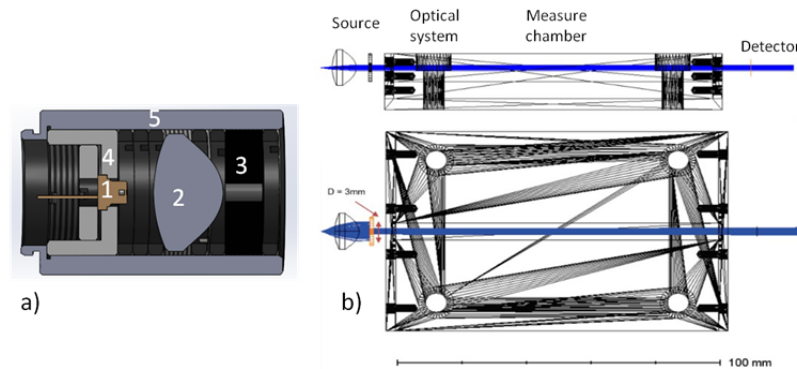 Source
Optical
system
Measure
chamber
Detector
5
4
1
2
3
D = 3mm
a)
b)
100 mm